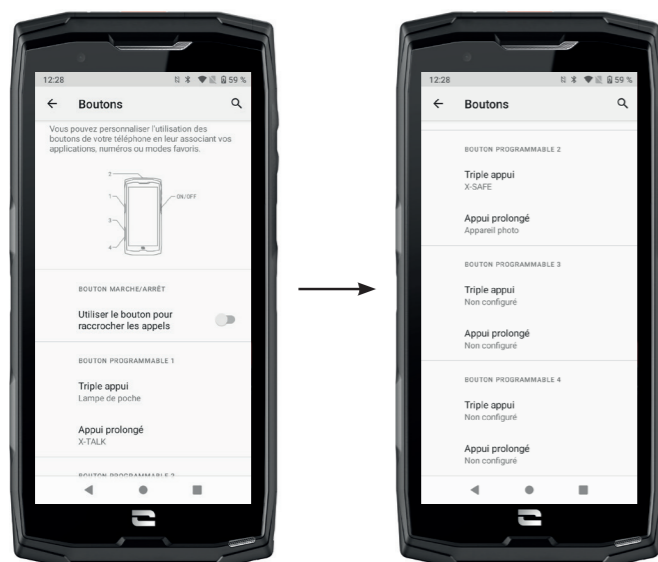 12:28
59 %
Boutons
Vous pouvez personnaliser l'utilisation des
boutons de votre téléphone en leur associant vos
applications, numéros ou modes favoris.
2
1
ON/OFF
3
4
BOUTON MARCHE/ARRÊT
Utiliser le bouton pour
raccrocher les appels
BOUTON PROGRAMMABLE 1
Triple appui
Lampe de poche
Appui prolongé
X-TALK
BOUTON PROGRAMMABLE 2
12:28
59 %
Boutons
BOUTON PROGRAMMABLE 2
Triple appui
X-SAFE
Appui prolongé
Appareil photo
BOUTON PROGRAMMABLE 3
Triple appui
Non configuré
Appui prolongé
Non configuré
BOUTON PROGRAMMABLE 4
Triple appui
Non configuré
Appui prolongé
Non configuré